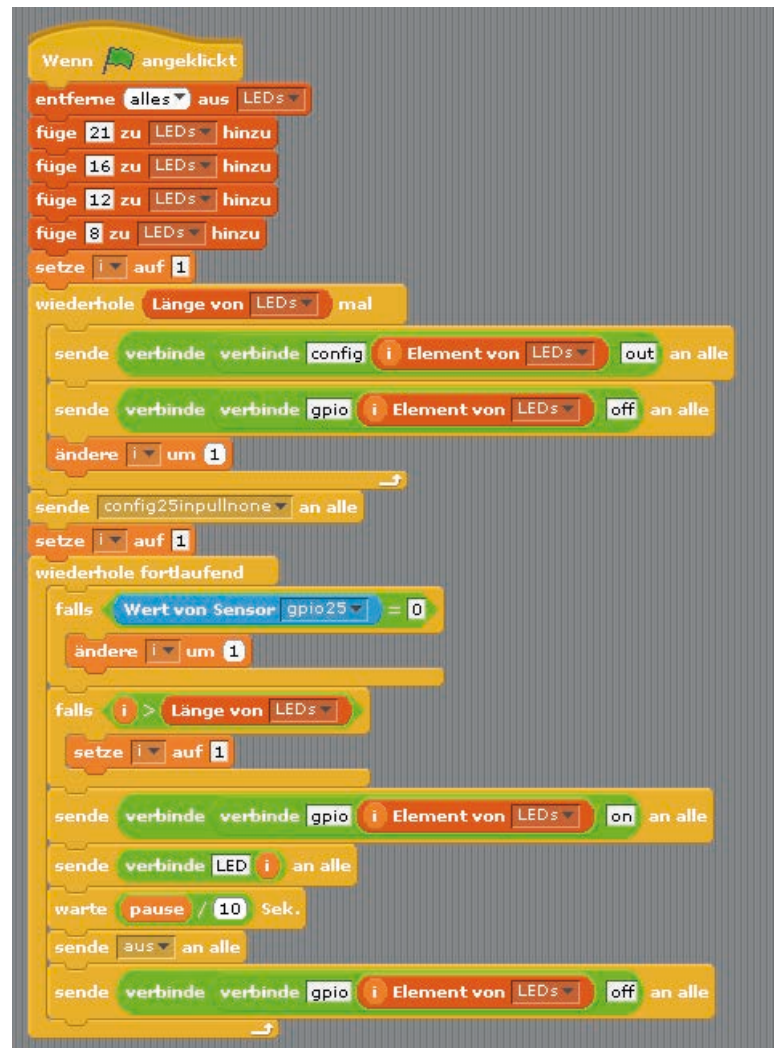 Wenn angeklickt
entferne alles aus LEDs
füge 21 zu LEDs hinzu
füge 16 zu LEDs hinzu
füge 12 zu LEDs hinzu
füge 8 zu LEDs hinzu
setze i auf 1
wiederhole Länge von LEDs mal
sende verbinde verbinde config i Element von LEDs out an alle
sende verbinde verbinde gpio i Element von LEDs off an alle
ändere i um 1
sende config25inpullnone an alle
setze i auf 1
wiederhole fortlaufend
falls Wert von Sensor gpio25 = 0
ändere i um 1
falls i > Länge von LEDs
setze i auf 1
sende verbinde verbinde gpio i Element von LEDs on an alle
sende verbinde LED i an alle
warte pause / 10 Sek.
sende aus an alle
sende verbinde verbinde gpio i Element von LEDs off an alle